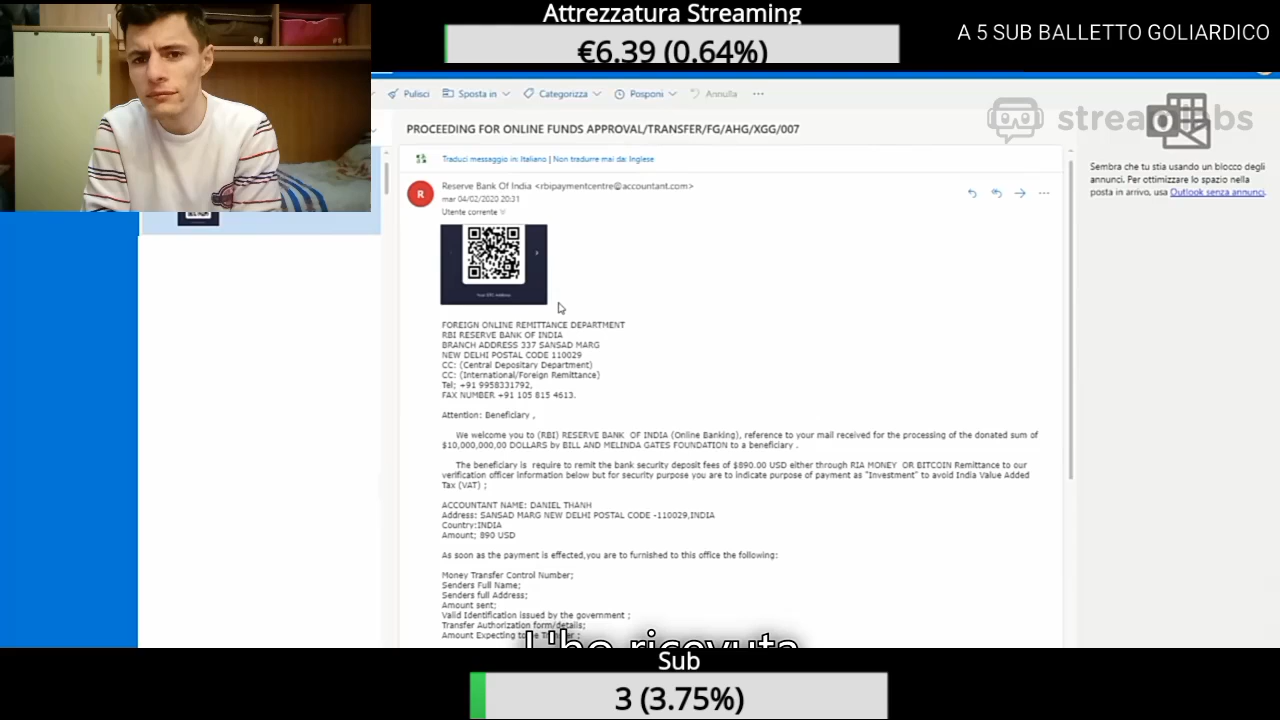 Attrezzatura Streaming
€6.39 (0.64%)
A 5 SUB BALLETTO GOLIARDICO
Pulisci
Sposta in
Categorizza
Posponi
Annulla
streamlabs
PROCEEDING FOR ONLINE FUNDS APPROVAL/TRANSFER/FG/AHG/XGG/007
Traduci messaggio in: Italiano | Non tradurre mai da: Inglese
Sembra che tu stia usando un blocco degli
annunci. Per ottimizzare lo spazio nella
posta in arrivo, usa Outlook senza annunci.
R
Reserve Bank Of India <rbipaymentcentre@accountant.com>
mar 04/02/2020 20:31
Utente corrente
FOREIGN ONLINE REMITTANCE DEPARTMENT
RBI RESERVE BANK OF INDIA
BRANCH ADDRESS 337 SANSAD MARG
NEW DELHI POSTAL CODE 110029
CC: (Central Depositary Department)
CC: (International/Foreign Remittance)
Tel; +91 9958331792,
FAX NUMBER +91 105 815 4613.
Attention: Beneficiary ,
We welcome you to (RBI) RESERVE BANK OF INDIA (Online Banking), reference to your mail received for the processing of the donated sum of
$10,000,000,00 DOLLARS by BILL AND MELINDA GATES FOUNDATION to a beneficiary .
The beneficiary is require to remit the bank security deposit fees of $890.00 USD either through RIA MONEY OR BITCOIN Remittance to our
verification officer information below but for security purpose you are to indicate purpose of payment as "Investment" to avoid India Value Added
Tax (VAT) ;
ACCOUNTANT NAME: DANIEL THANH
Address: SANSAD MARG NEW DELHI POSTAL CODE -110029,INDIA
Country:INDIA
Amount; 890 USD
As soon as the payment is effected,you are to furnished to this office the following:
Money Transfer Control Number;
Senders Full Name;
Senders full Address;
Amount sent;
Valid Identification issued by the government ;
Transfer Authorization form/details;
Amount Expecting to be Transfer ;
L'ho ricevuta
Sub
3 (3.75%)